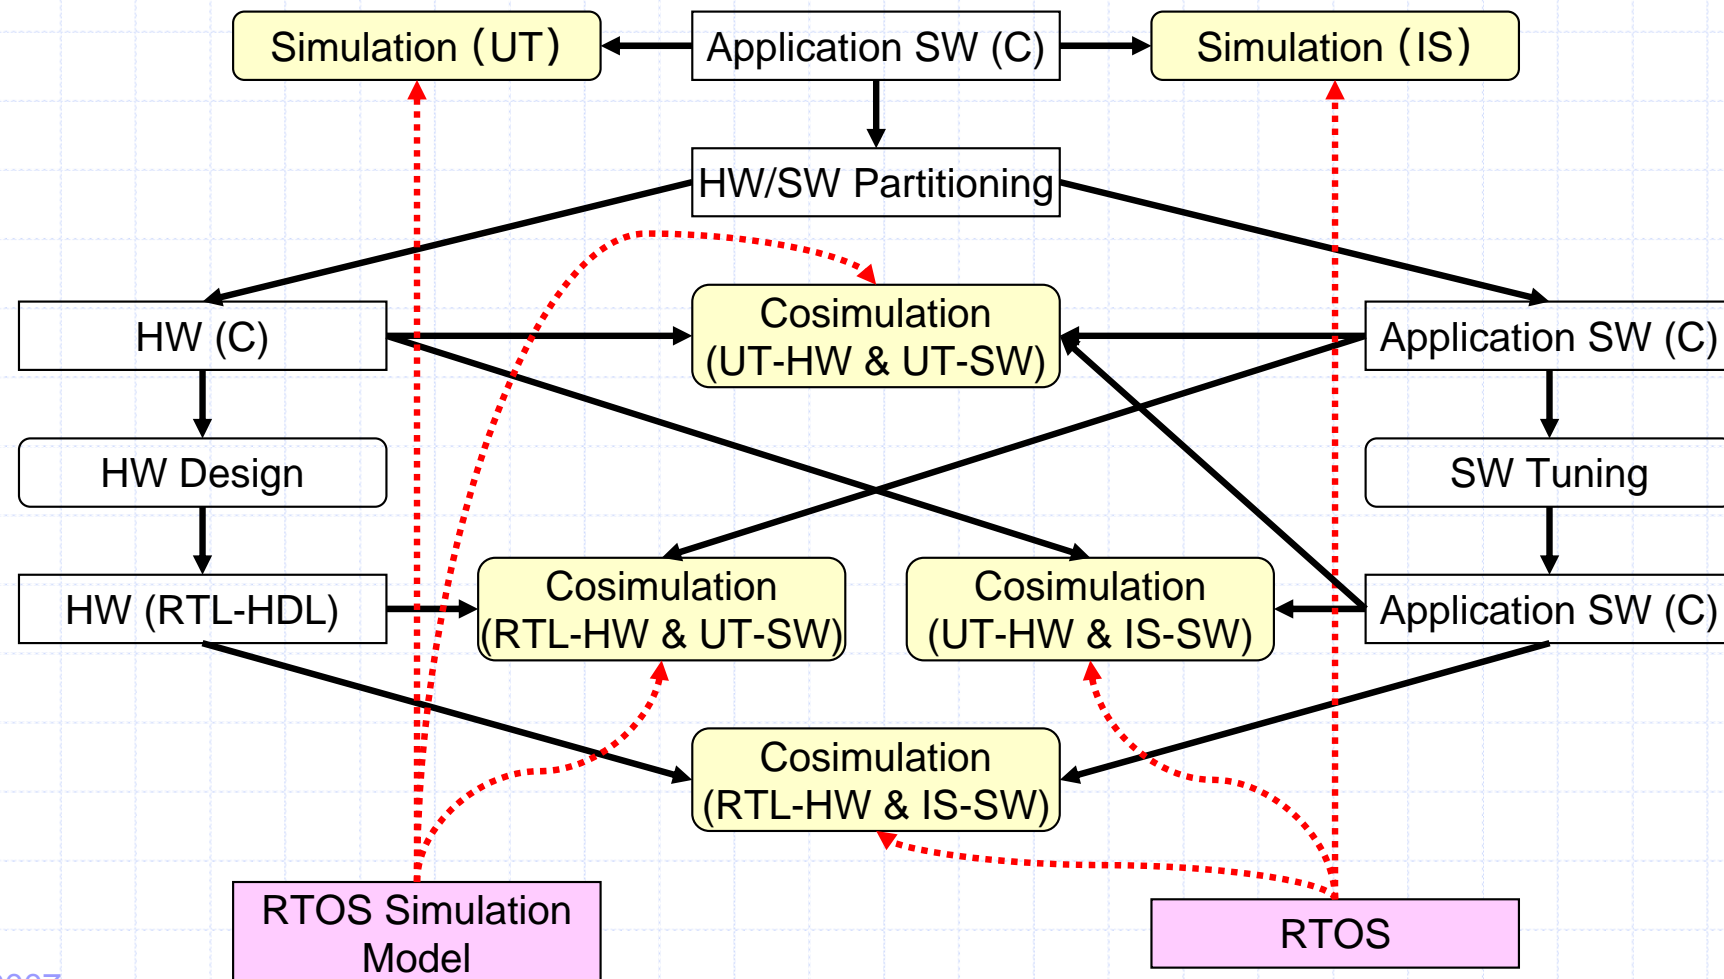 Simulation (UT)
Application SW (C)
Simulation (IS)
HW/SW Partitioning
HW (C)
Cosimulation
(UT-HW & UT-SW)
Application SW (C)
HW Design
SW Tuning
HW (RTL-HDL)
Cosimulation
(RTL-HW & UT-SW)
Cosimulation
(UT-HW & IS-SW)
Application SW (C)
Cosimulation
(RTL-HW & IS-SW)
RTOS Simulation
Model
RTOS